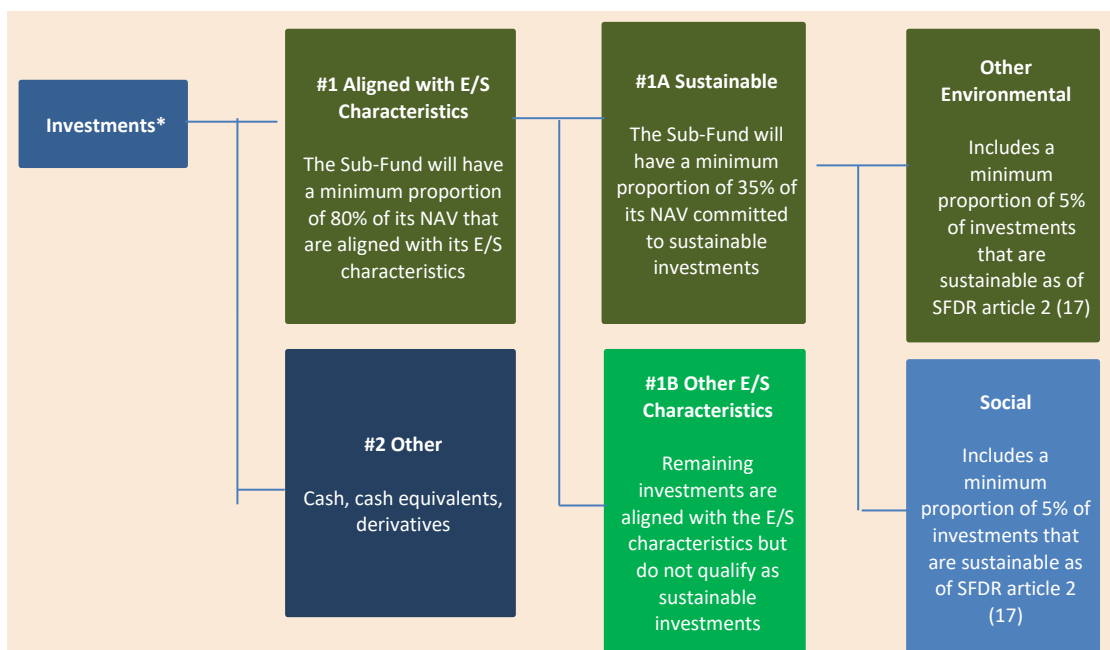 Investments*
#1 Aligned with E/S
Characteristics
The Sub-Fund will have
a minimum proportion
of 80% of its NAV that
are aligned with its E/S
characteristics
#2 Other
Cash, cash equivalents,
derivatives
#1A Sustainable
The Sub-Fund will
have a minimum
proportion of 35% of
its NAV committed
to sustainable
investments
#1B Other E/S
Characteristics
Remaining
investments are
aligned with the E/S
characteristics but
do not qualify as
sustainable
investments
Other
Environmental
Includes a
minimum
proportion of 5%
of investments
that are
sustainable as of
SFDR article 2 (17)
Social
Includes a
minimum
proportion of 5% of
investments that
are sustainable as
of SFDR article 2
(17)